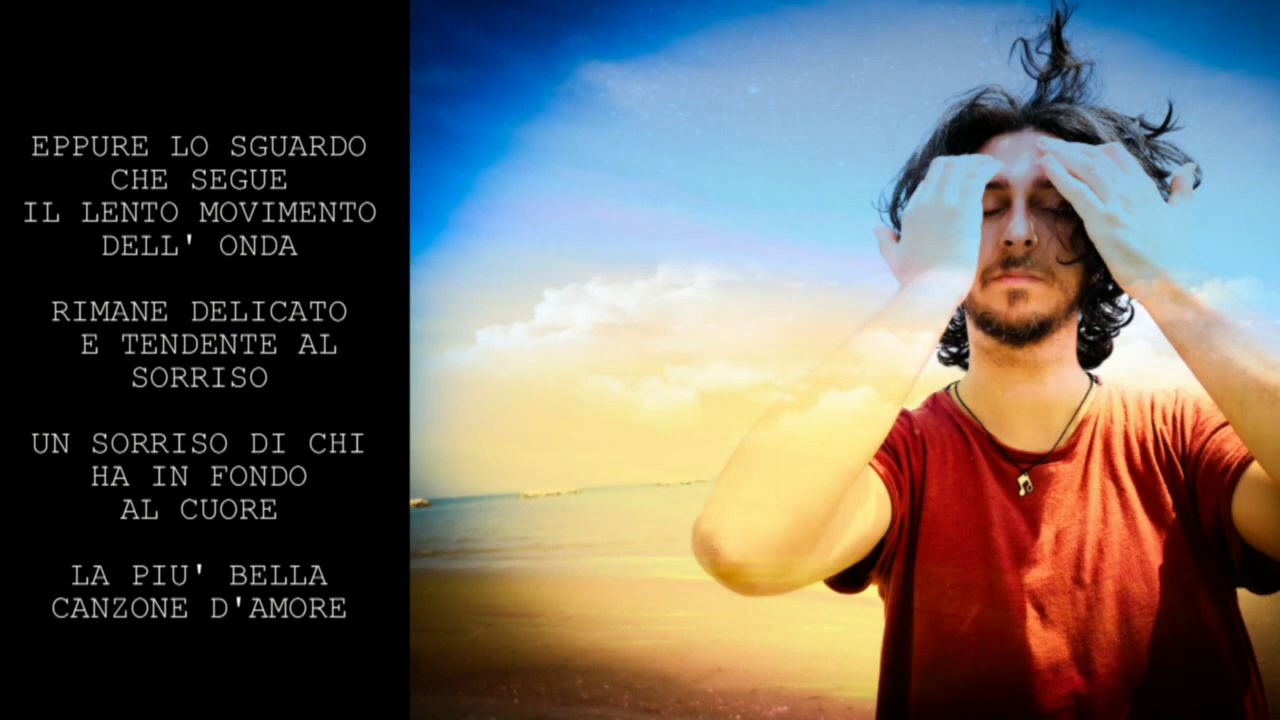 EPPURE LO SGUARDO
CHE SEGUE
IL LENTO MOVIMENTO
DELL' ONDA
RIMANE DELICATO
E TENDENTE AL
SORRISO
UN SORRISO DI CHI
HA IN FONDO
AL CUORE
LA PIU' BELLA
CANZONE D'AMORE